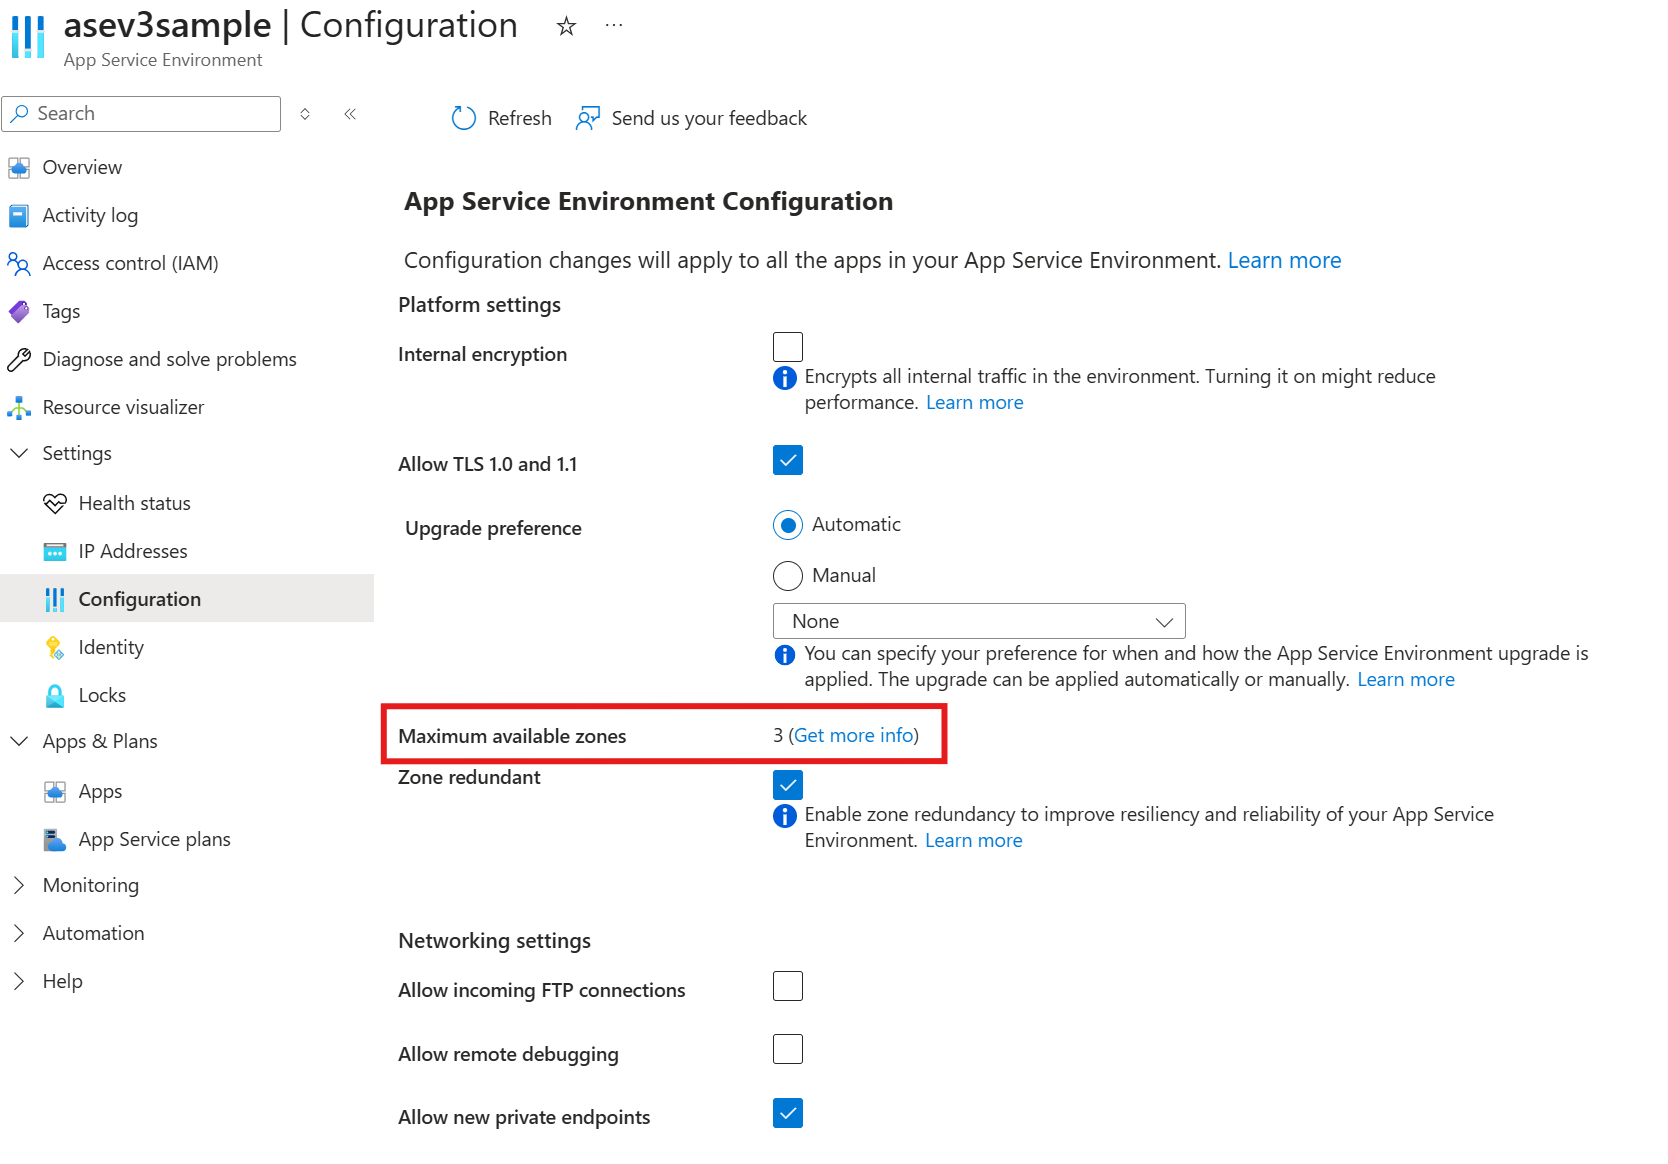 asev3sample | Configuration
App Service Environment
Search
Refresh
Send us your feedback
Overview
Activity log
Access control (IAM)
Tags
Diagnose and solve problems
Resource visualizer
Settings
Health status
IP Addresses
Configuration
Identity
Locks
Apps & Plans
Apps
App Service plans
Monitoring
Automation
Help
App Service Environment Configuration
Configuration changes will apply to all the apps in your App Service Environment. Learn more
Platform settings
Internal encryption
Encrypts all internal traffic in the environment. Turning it on might reduce
performance. Learn more
Allow TLS 1.0 and 1.1
Upgrade preference
Automatic
Manual
None
You can specify your preference for when and how the App Service Environment upgrade is
applied. The upgrade can be applied automatically or manually. Learn more
Maximum available zones
3 (Get more info)
Zone redundant
Enable zone redundancy to improve resiliency and reliability of your App Service
Environment. Learn more
Networking settings
Allow incoming FTP connections
Allow remote debugging
Allow new private endpoints